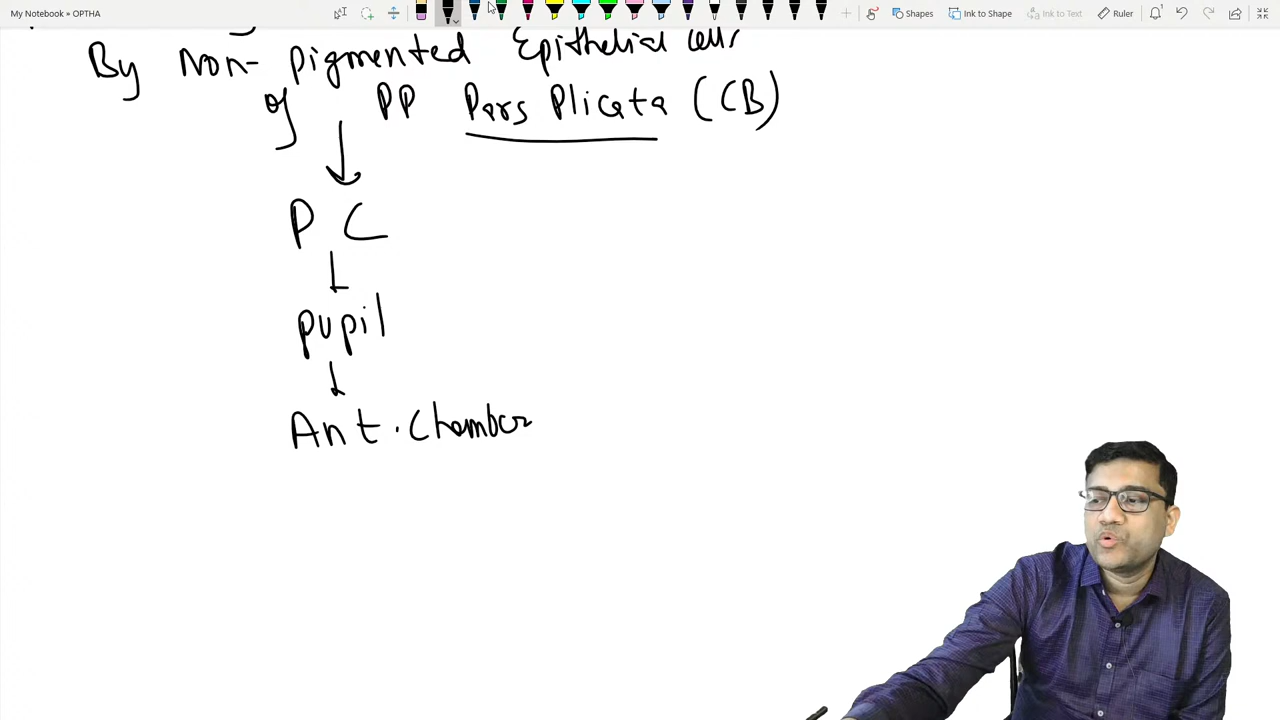 My Notebook » OPTHA
Shapes Ink to Shape Ink to Text Ruler
By Non- pigmented Epithelial cells
of PP Pars Plicata (CB)
P C
pupil
Ant. Chamber